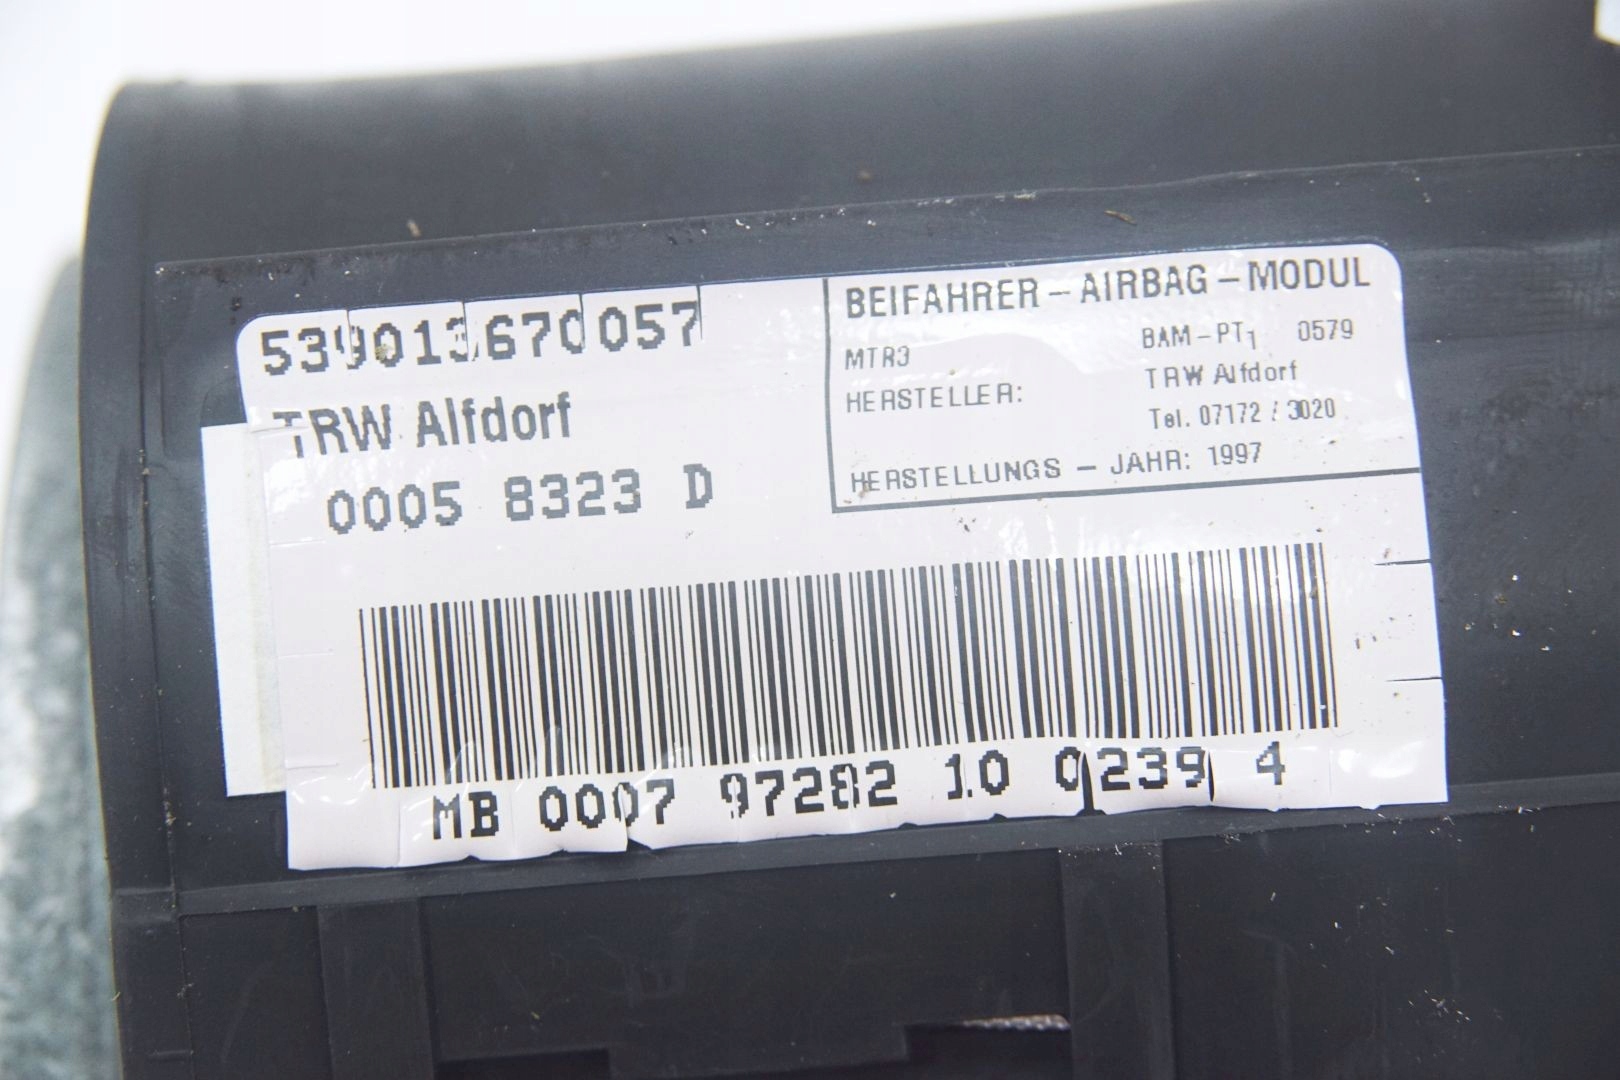 539013670057
TRW Alfdorf
0005 8323 D
BEIFAHRER – AIRBAG – MODUL
MTR3 BAM – PT1 0579
HERSTELLER: TRW Alfdorf
Tel. 07172 / 3020
HERSTELLUNGS – JAHR: 1997
MB 0007 97282 10 0239 4